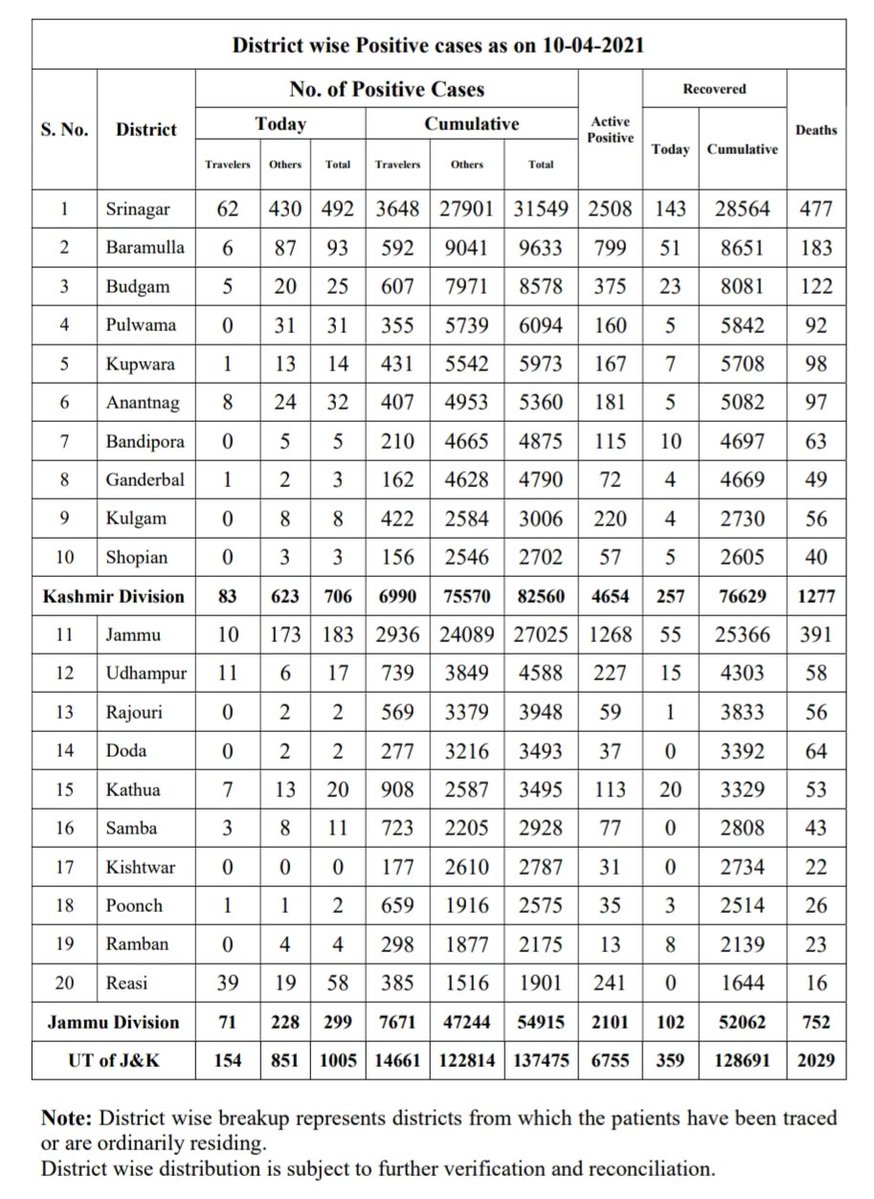 District wise Positive cases as on 10-04-2021
S. No. District No. of Positive Cases Active Positive Recovered Deaths
Today Cumulative Today Cumulative
Travelers Others Total Travelers Others Total
1 Srinagar 62 430 492 3648 27901 31549 2508 143 28564 477
2 Baramulla 6 87 93 592 9041 9633 799 51 8651 183
3 Budgam 5 20 25 607 7971 8578 375 23 8081 122
4 Pulwama 0 31 31 355 5739 6094 160 5 5842 92
5 Kupwara 1 13 14 431 5542 5973 167 7 5708 98
6 Anantnag 8 24 32 407 4953 5360 181 5 5082 97
7 Bandipora 0 5 5 210 4665 4875 115 10 4697 63
8 Ganderbal 1 2 3 162 4628 4790 72 4 4669 49
9 Kulgam 0 8 8 422 2584 3006 220 4 2730 56
10 Shopian 0 3 3 156 2546 2702 57 5 2605 40
Kashmir Division 83 623 706 6990 75570 82560 4654 257 76629 1277
11 Jammu 10 173 183 2936 24089 27025 1268 55 25366 391
12 Udhampur 11 6 17 739 3849 4588 227 15 4303 58
13 Rajouri 0 2 2 569 3379 3948 59 1 3833 56
14 Doda 0 2 2 277 3216 3493 37 0 3392 64
15 Kathua 7 13 20 908 2587 3495 113 20 3329 53
16 Samba 3 8 11 723 2205 2928 77 0 2808 43
17 Kishtwar 0 0 0 177 2610 2787 31 0 2734 22
18 Poonch 1 1 2 659 1916 2575 35 3 2514 26
19 Ramban 0 4 4 298 1877 2175 13 8 2139 23
20 Reasi 39 19 58 385 1516 1901 241 0 1644 16
Jammu Division 71 228 299 7671 47244 54915 2101 102 52062 752
UT of J&K 154 851 1005 14661 122814 137475 6755 359 128691 2029
Note: District wise breakup represents districts from which the patients have been traced
or are ordinarily residing.
District wise distribution is subject to further verification and reconciliation.